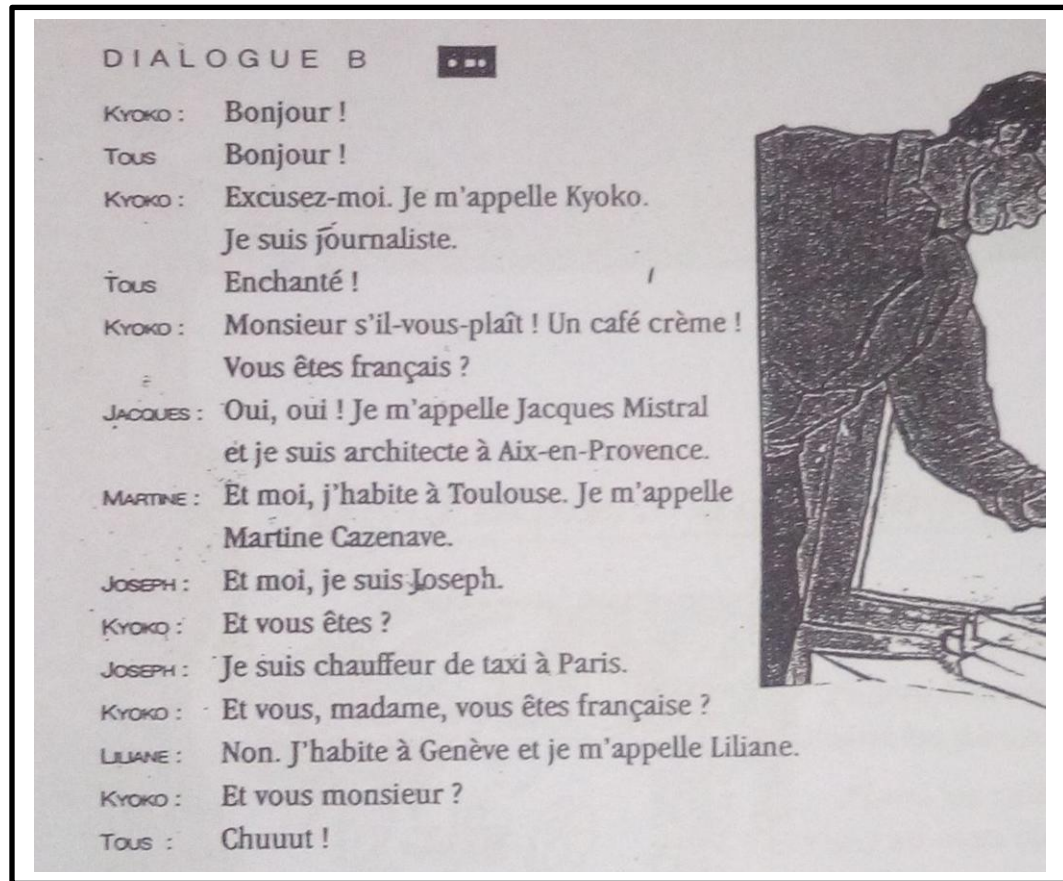 DIALOGUE B
KYOKO : Bonjour !
TOUS Bonjour !
KYOKO : Excusez-moi. Je m'appelle Kyoko.
Je suis journaliste.
TOUS Enchanté !
KYOKO : Monsieur s'il-vous-plaît ! Un café crème !
Vous êtes français ?
JACQUES : Oui, oui ! Je m'appelle Jacques Mistral
et je suis architecte à Aix-en-Provence.
MARTINE : Et moi, j'habite à Toulouse. Je m'appelle
Martine Cazenave.
JOSEPH : Et moi, je suis Joseph.
KYOKO : Et vous êtes ?
JOSEPH : Je suis chauffeur de taxi à Paris.
KYOKO : Et vous, madame, vous êtes française ?
LILIANE : Non. J'habite à Genève et je m'appelle Liliane.
KYOKO : Et vous monsieur ?
TOUS : Chuuut !